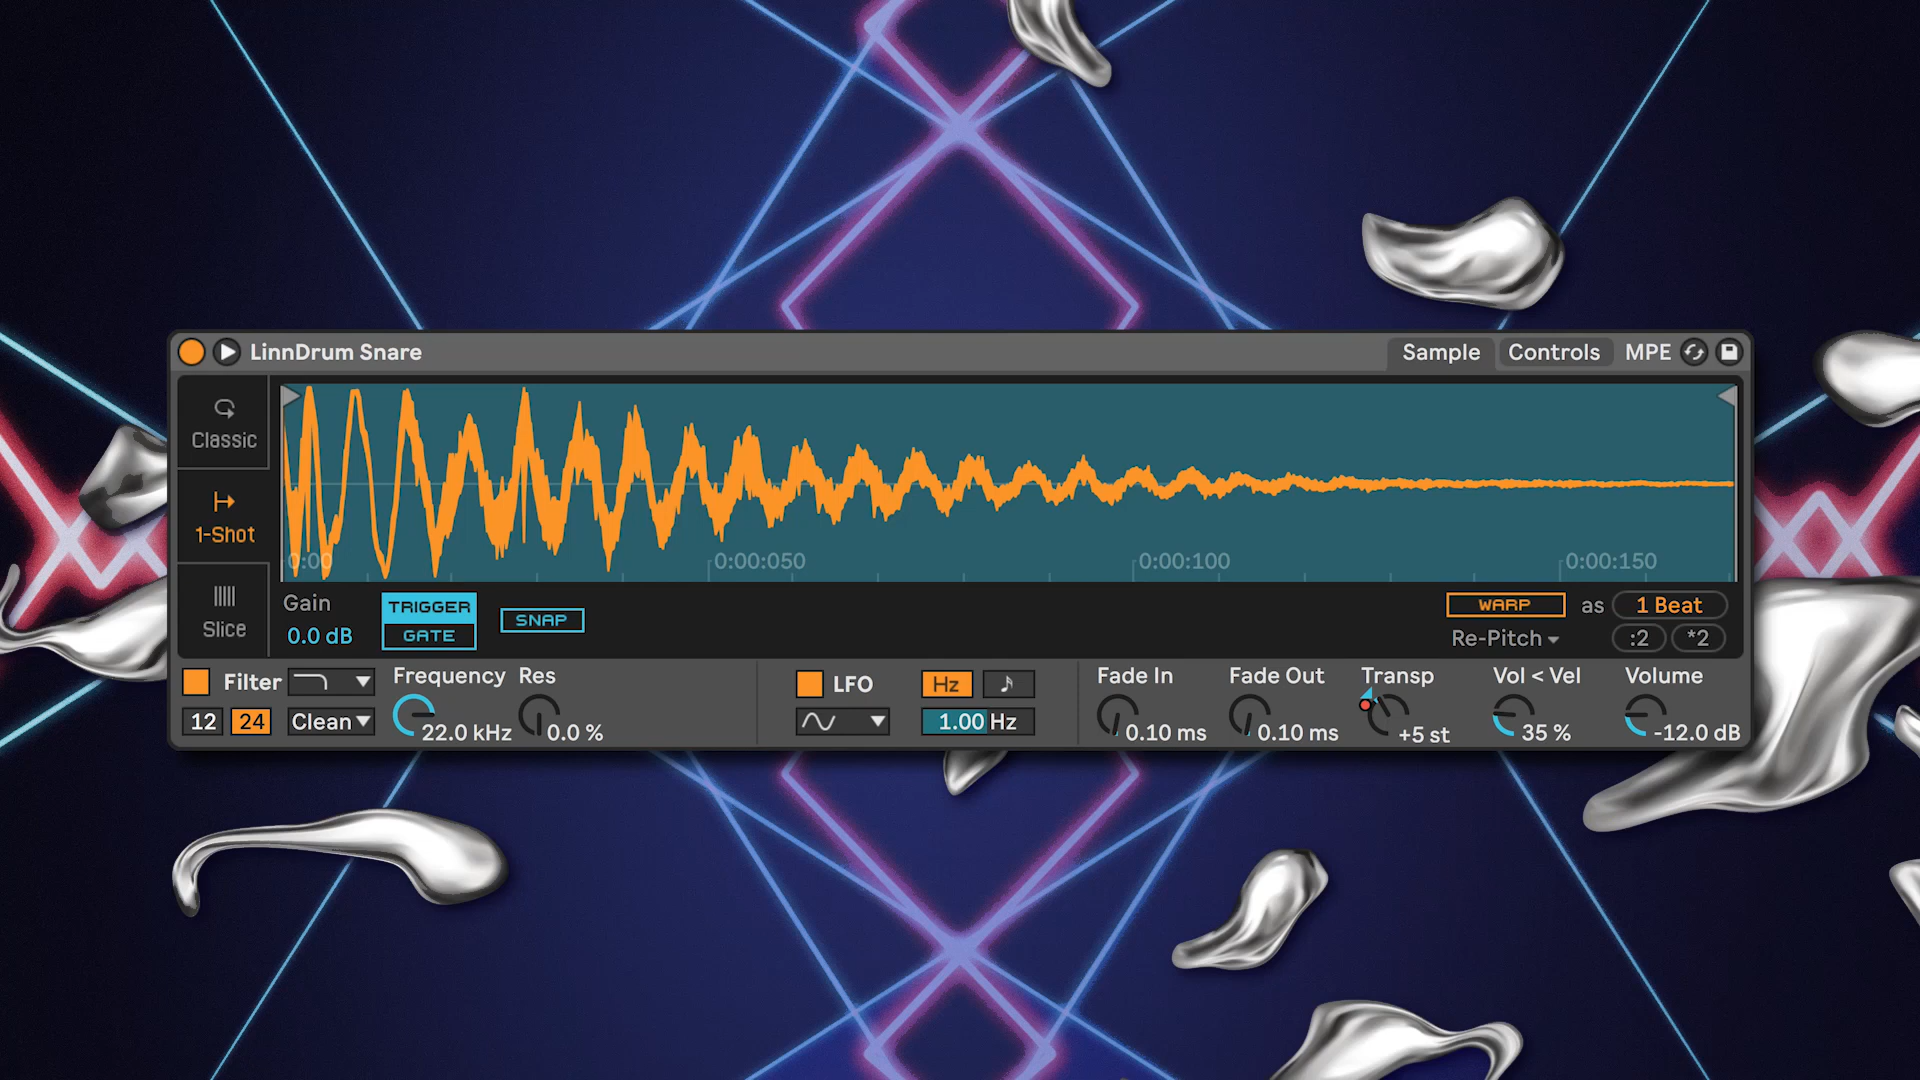 LinnDrum Snare
Sample Controls MPE
Classic
1-Shot
Slice
0:00 0:00:050 0:00:100 0:00:150
Gain
0.0 dB
TRIGGER
GATE
SNAP
WARP as 1 Beat
Re-Pitch :2 *2
Filter
12 24 Clean
Frequency Res
22.0 kHz 0.0 %
LFO Hz
1.00 Hz
Fade In Fade Out Transp Vol < Vel Volume
0.10 ms 0.10 ms +5 st 35 % -12.0 dB